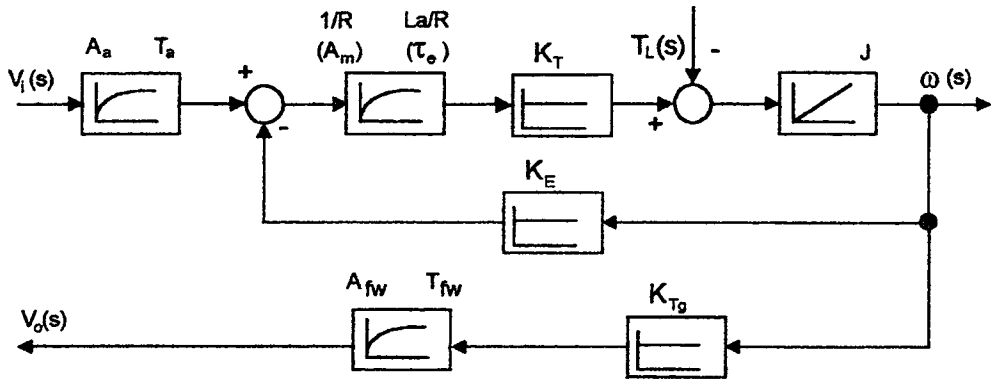 1/R La/R
A_a T_a (A_m) (τ_e) K_T T_L(s) - J
V_i(s) + ω(s)
- +
K_E
A_fw T_fw K_Tg
V_o(s)